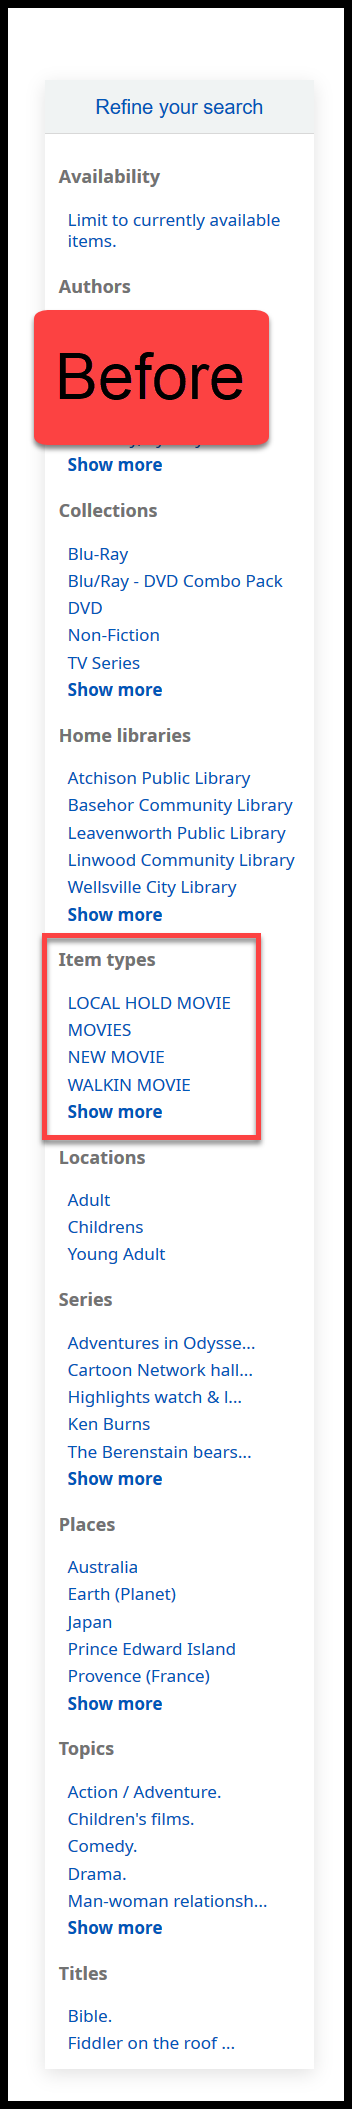 Refine your search
Availability
Limit to currently available
items.
Authors
Before
Show more
Collections
Blu-Ray
Blu/Ray - DVD Combo Pack
DVD
Non-Fiction
TV Series
Show more
Home libraries
Atchison Public Library
Basehor Community Library
Leavenworth Public Library
Linwood Community Library
Wellsville City Library
Show more
Item types
LOCAL HOLD MOVIE
MOVIES
NEW MOVIE
WALKIN MOVIE
Show more
Locations
Adult
Childrens
Young Adult
Series
Adventures in Odysse...
Cartoon Network hall...
Highlights watch & l...
Ken Burns
The Berenstain bears...
Show more
Places
Australia
Earth (Planet)
Japan
Prince Edward Island
Provence (France)
Show more
Topics
Action / Adventure.
Children's films.
Comedy.
Drama.
Man-woman relationsh...
Show more
Titles
Bible.
Fiddler on the roof ...